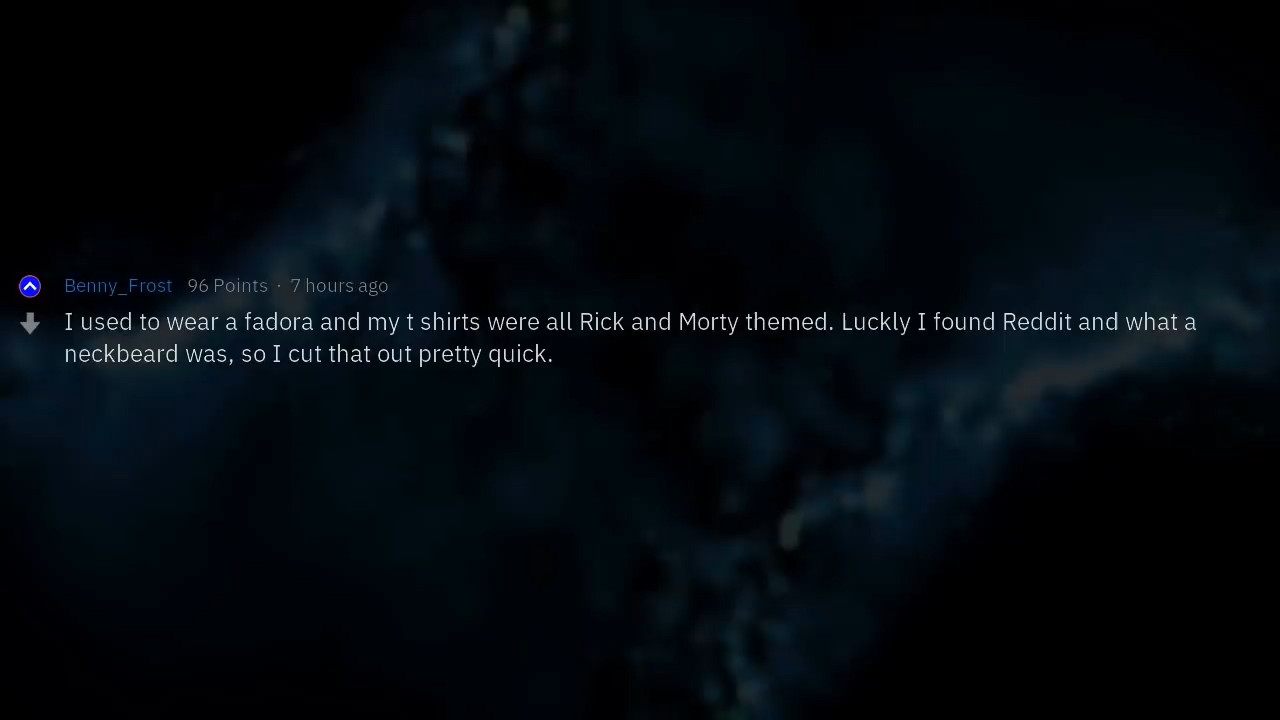 Benny_Frost 96 Points · 7 hours ago
I used to wear a fadora and my t shirts were all Rick and Morty themed. Luckly I found Reddit and what a
neckbeard was, so I cut that out pretty quick.